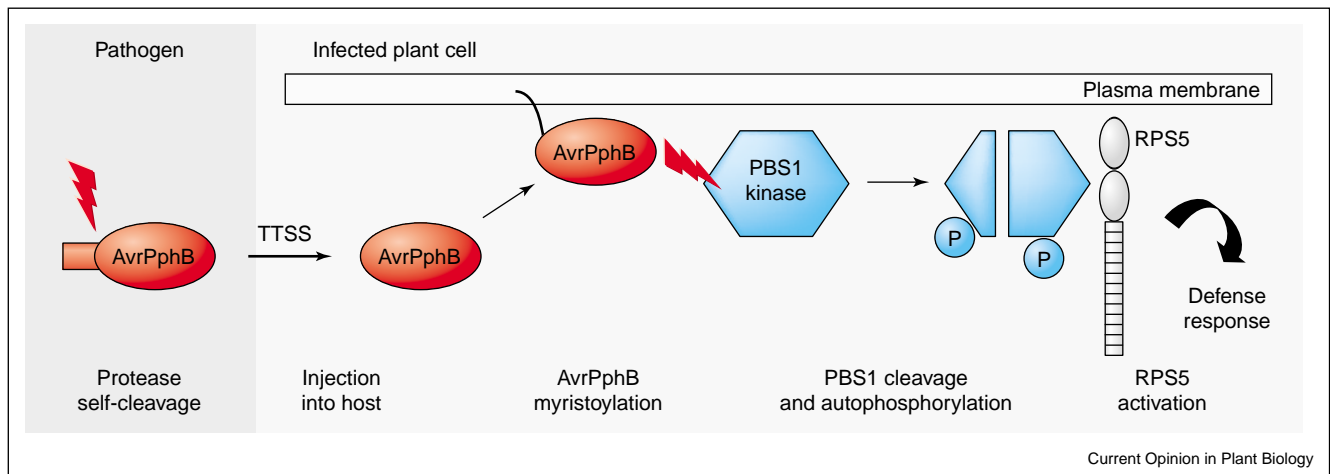 Pathogen
Infected plant cell
Plasma membrane
AvrPphB
TTSS
AvrPphB
AvrPphB
PBS1
kinase
P
P
RPS5
Defense
response
Protease
self-cleavage
Injection
into host
AvrPphB
myristoylation
PBS1 cleavage
and autophosphorylation
RPS5
activation
Current Opinion in Plant Biology